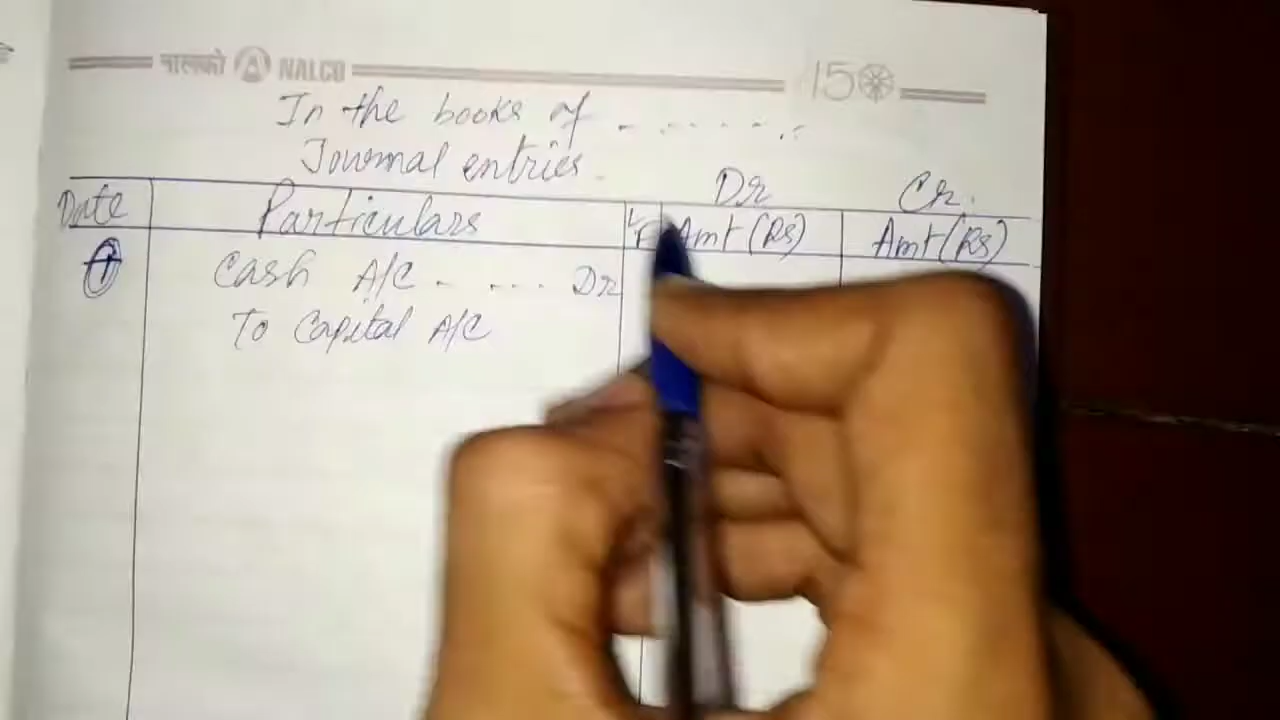 नालको NALCO 150
In the books of - - - - - - -
Journal entries.
Dr Cr.
Date Particulars L.F Amt (Rs) Amt (Rs)
1 Cash A/C - - ... Dr
To Capital A/C